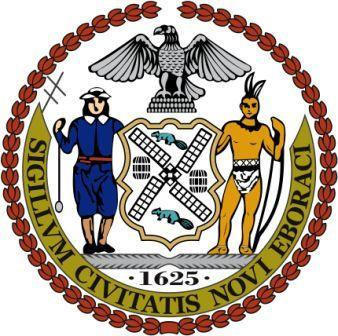 · 1625 ·
SIGILLVM CIVITATIS NOVI EBORACI